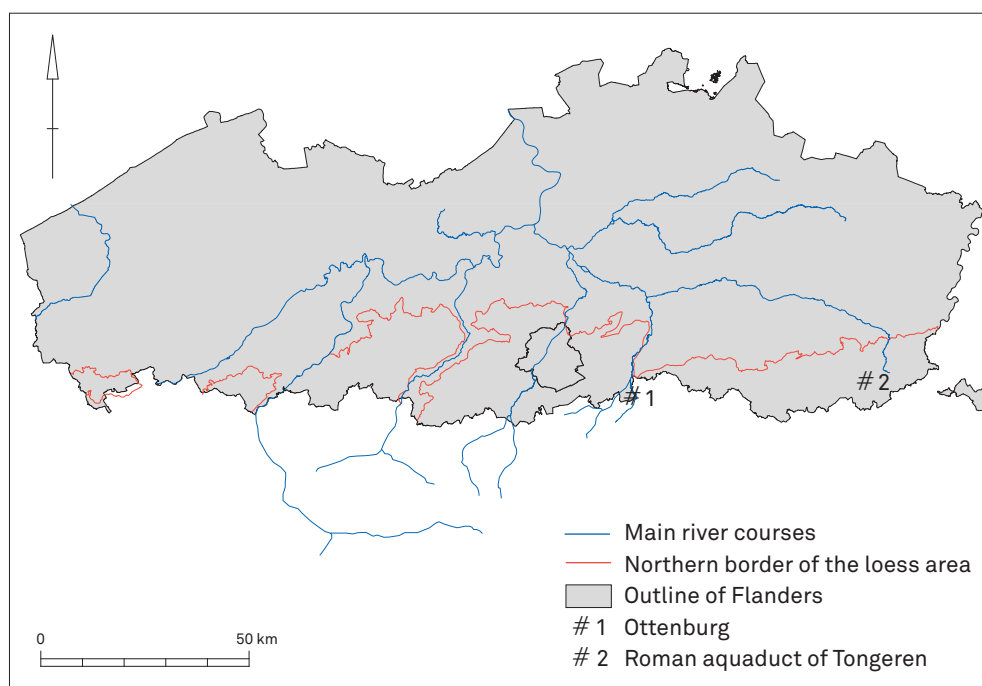 # 2
# 1
Main river courses
Northern border of the loess area
Outline of Flanders
# 1 Ottenburg
# 2 Roman aquaduct of Tongeren
0 50 km